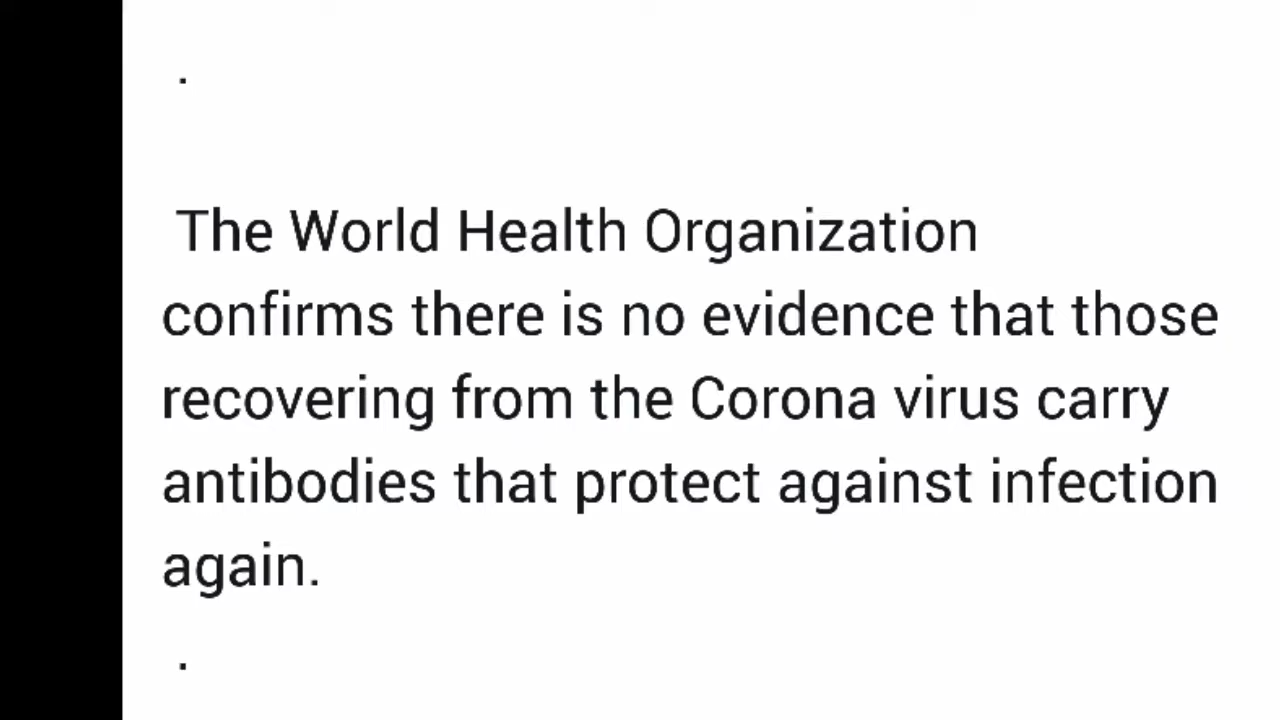 .
The World Health Organization
confirms there is no evidence that those
recovering from the Corona virus carry
antibodies that protect against infection
again.
.